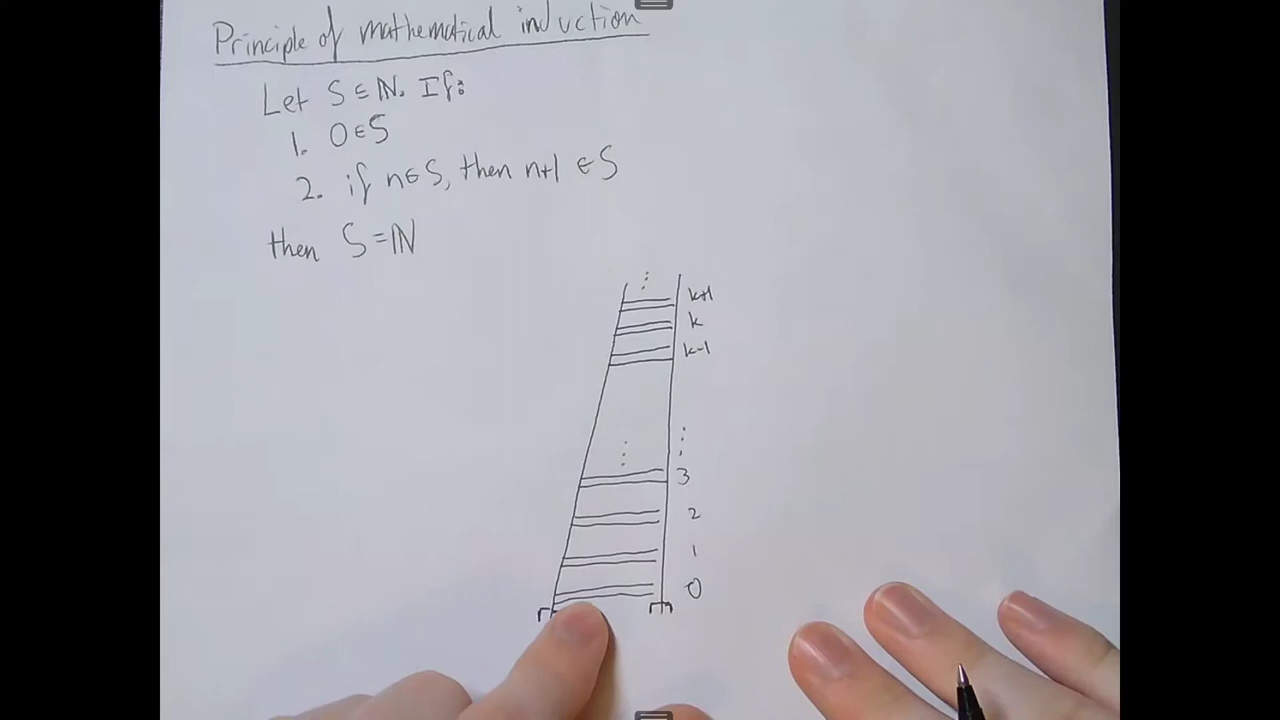 Principle of mathematical induction
Let S ⊆ ℕ. If:
1. 0 ∈ S
2. if n ∈ S, then n+1 ∈ S
then S = ℕ
⋮
k+1
k
k-1
⋮ ⋮
3
2
1
0